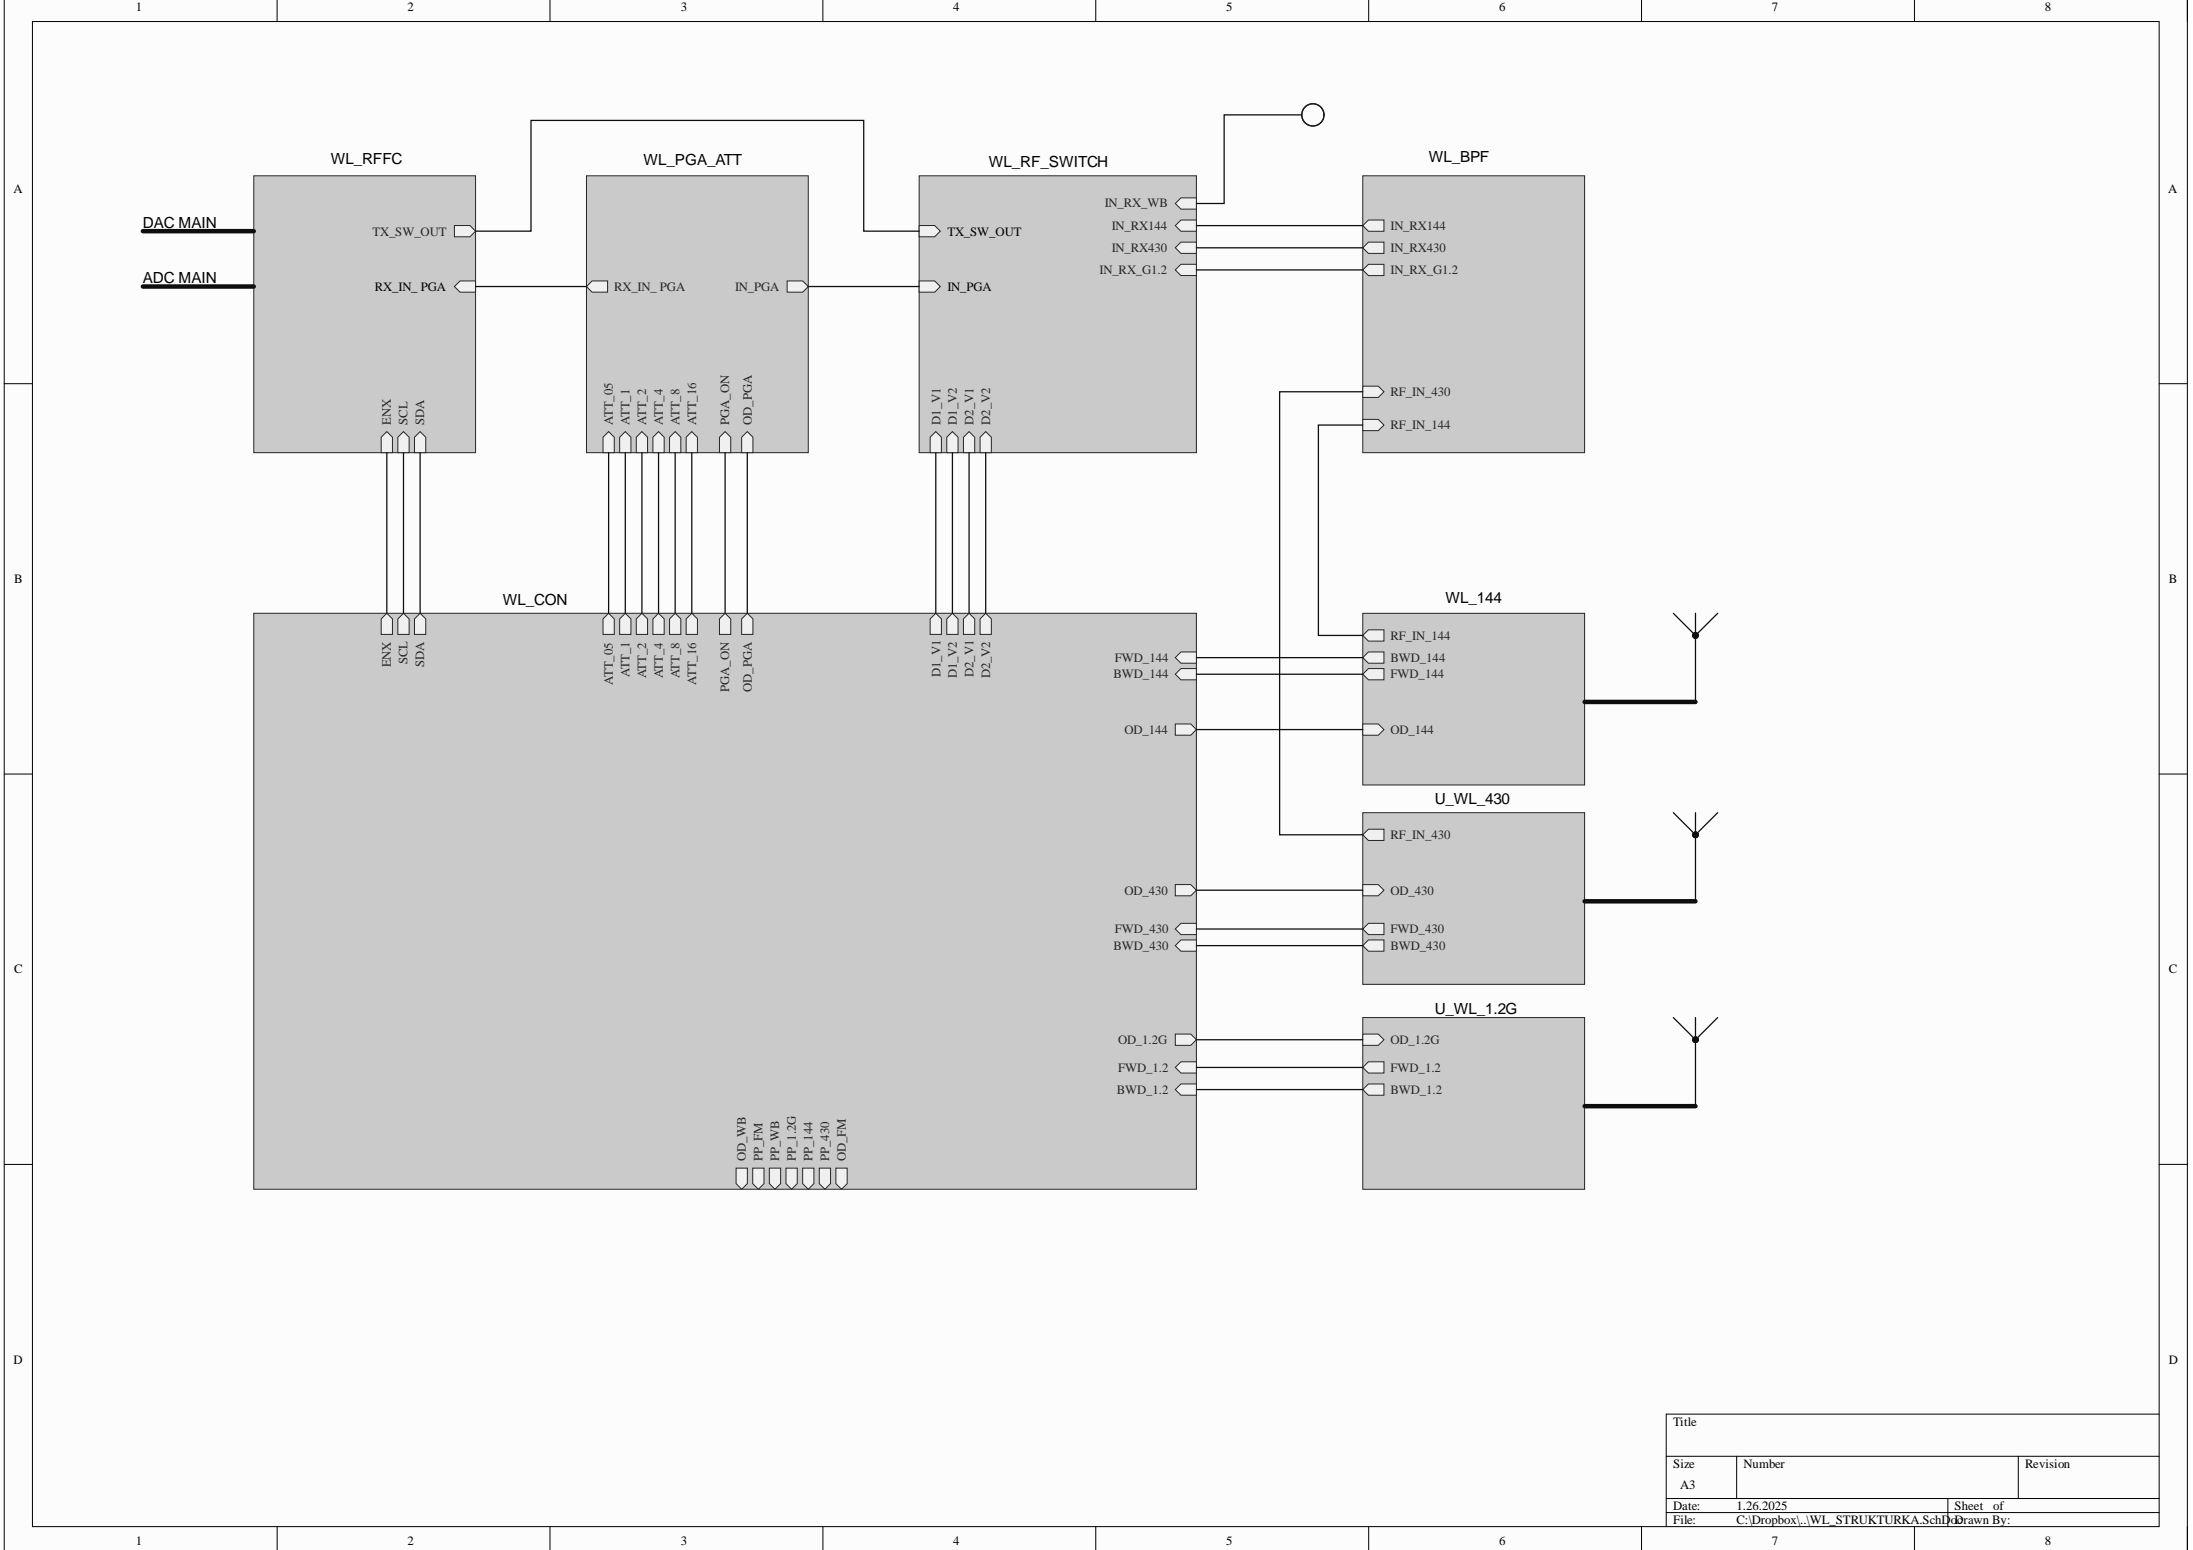 1 2 3 4 5 6 7 8
A
A
WL_RFFC
WL_PGA_ATT
WL_RF_SWITCH
WL_BPF
DAC MAIN
ADC MAIN
TX_SW_OUT
RX_IN_ PGA
ENX
SCL
SDA
RX_IN_ PGA
IN_PGA
ATT_05
ATT_1
ATT_2
ATT_4
ATT_8
ATT_16
PGA_ON
OD_PGA
TX_SW_OUT
IN_PGA
IN_RX_WB
IN_RX144
IN_RX430
IN_RX_G1.2
D1_V1
D1_V2
D2_V1
D2_V2
IN_RX144
IN_RX430
IN_RX_G1.2
RF_IN_430
RF_IN_144
B
B
WL_CON
ENX
SCL
SDA
ATT_05
ATT_1
ATT_2
ATT_4
ATT_8
ATT_16
PGA_ON
OD_PGA
D1_V1
D1_V2
D2_V1
D2_V2
FWD_144
BWD_144
OD_144
OD_430
FWD_430
BWD_430
OD_1.2G
FWD_1.2
BWD_1.2
OD_WB
PP_FM
PP_WB
PP_1.2G
PP_144
PP_430
OD_FM
WL_144
RF_IN_144
BWD_144
FWD_144
OD_144
U_WL_430
RF_IN_430
OD_430
FWD_430
BWD_430
U_WL_1.2G
OD_1.2G
FWD_1.2
BWD_1.2
C
C
D
D
Title
Size
Number
Revision
A3
Date: 1.26.2025
Sheet of
File: C:\Dropbox\..\WL_STRUKTURKA.SchDoc
Drawn By:
1 2 3 4 5 6 7 8